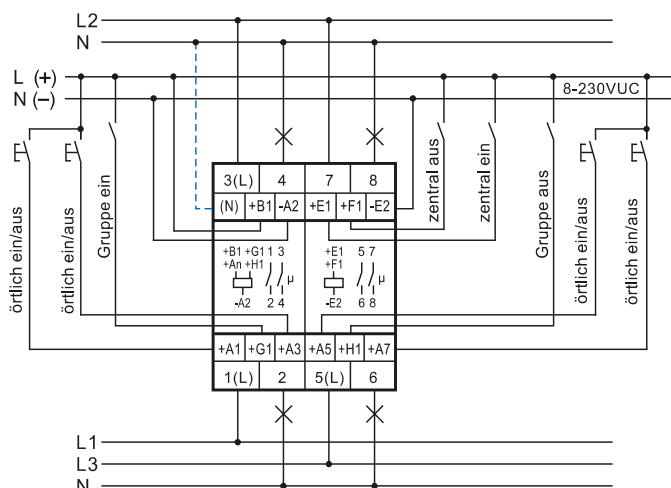 L2
N
L (+)
N (–)
8-230VUC
3(L) 4 7 8
(N) +B1 -A2 +E1 +F1 -E2
örtlich ein/aus
örtlich ein/aus
Gruppe ein
zentral aus
zentral ein
Gruppe aus
örtlich ein/aus
örtlich ein/aus
+B1 +G1 1 3
+An +H1
µ
-A2 2 4
+E1 5 7
+F1
µ
-E2 6 8
+A1 +G1 +A3 +A5 +H1 +A7
1(L) 2 5(L) 6
L1
L3
N